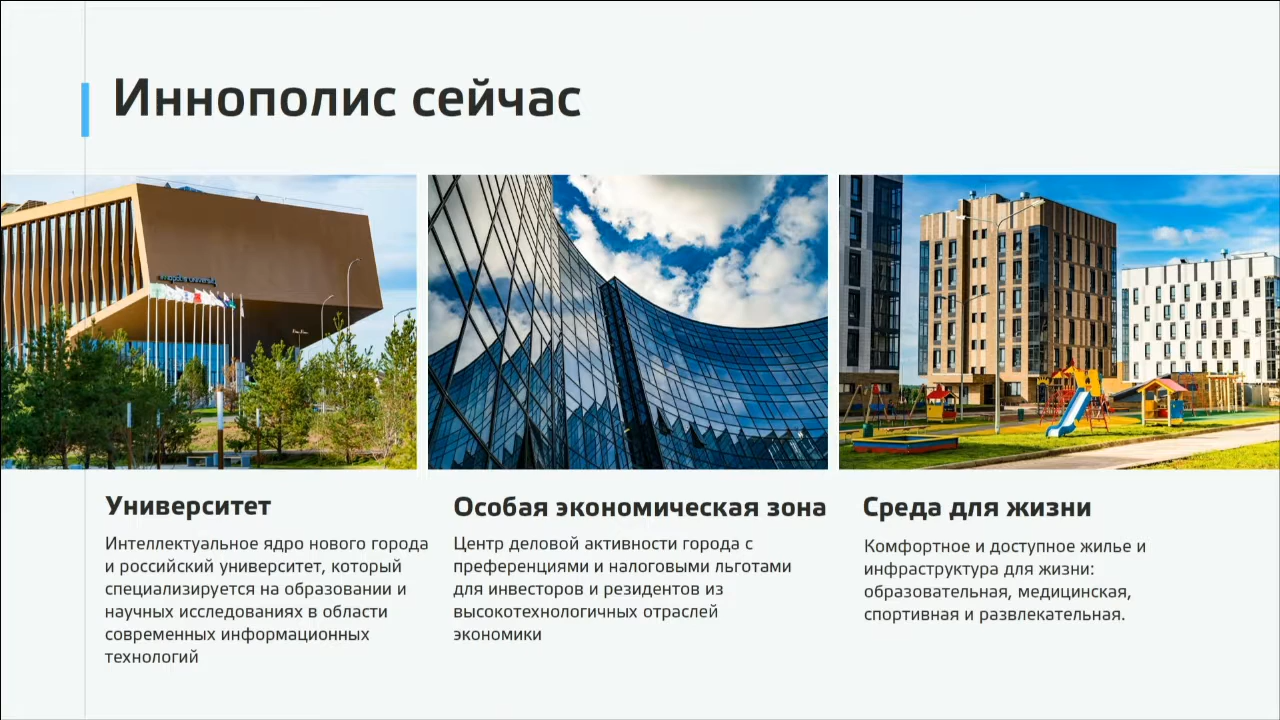 Иннополис сейчас
Университет
Интеллектуальное ядро нового города
и российский университет, который
специализируется на образовании и
научных исследованиях в области
современных информационных
технологий
Особая экономическая зона
Центр деловой активности города с
преференциями и налоговыми льготами
для инвесторов и резидентов из
высокотехнологичных отраслей
экономики
Среда для жизни
Комфортное и доступное жилье и
инфраструктура для жизни:
образовательная, медицинская,
спортивная и развлекательная.